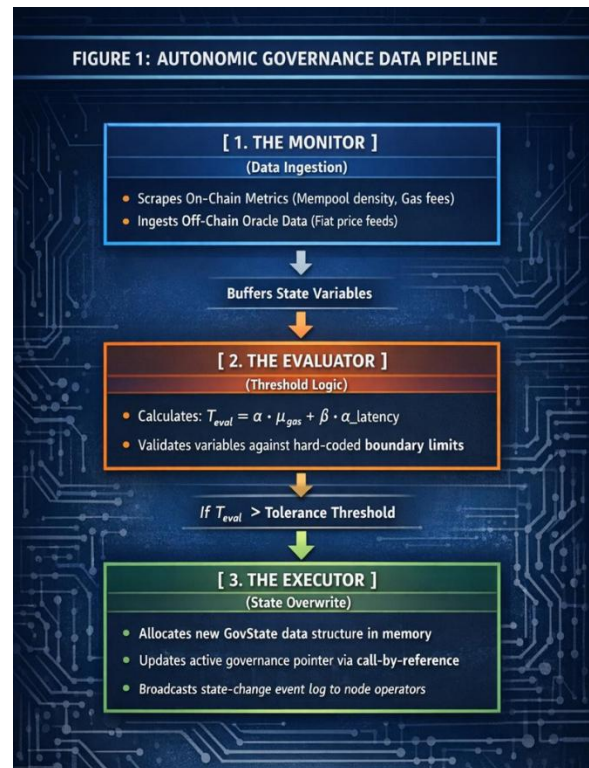 FIGURE 1: AUTONOMIC GOVERNANCE DATA PIPELINE
[ 1. THE MONITOR ]
(Data Ingestion)
• Scrapes On-Chain Metrics (Mempool density, Gas fees)
• Ingests Off-Chain Oracle Data (Fiat price feeds)
Buffers State Variables
[ 2. THE EVALUATOR ]
(Threshold Logic)
• Calculates: T_eval = α · μ_gas + β · α_latency
• Validates variables against hard-coded boundary limits
If T_eval > Tolerance Threshold
[ 3. THE EXECUTOR ]
(State Overwrite)
• Allocates new GovState data structure in memory
• Updates active governance pointer via call-by-reference
• Broadcasts state-change event log to node operators